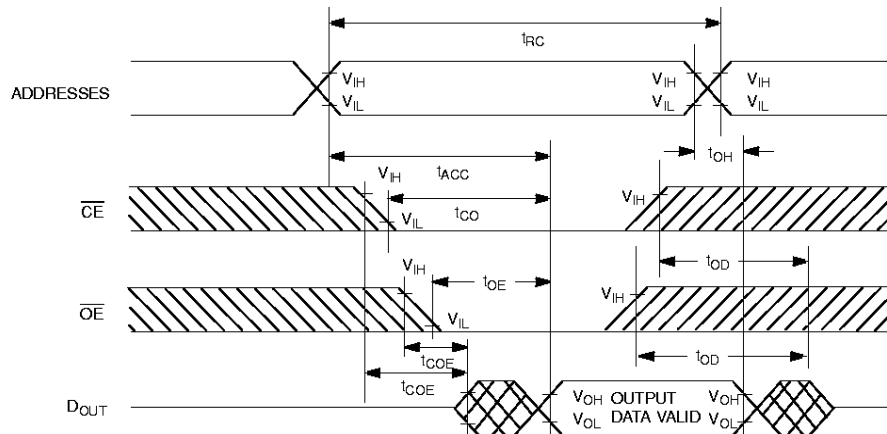 tRC
ADDRESSES
VIH VIH VIH
VIL VIL VIL
tOH
tACC
VIH
CE
tCO
VIL
VIH
tOD
VIH
tOE
OE
VIH
VIL
tOD
tCOE
tCOE
DOUT
VOH OUTPUT VOH
VOL DATA VALID VOL